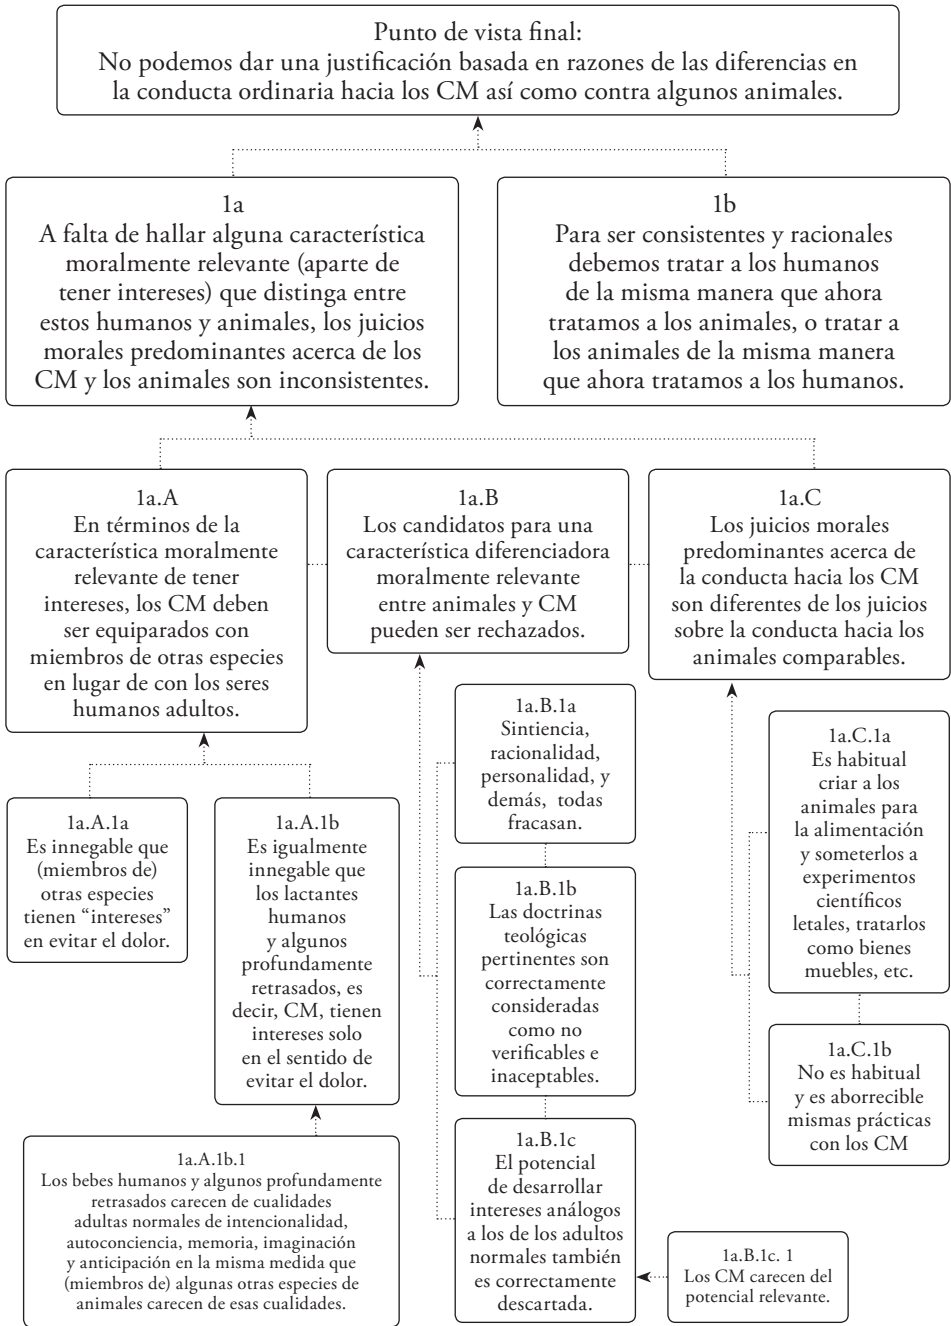 Punto de vista final:
No podemos dar una justificación basada en razones de las diferencias en
la conducta ordinaria hacia los CM así como contra algunos animales.
1a
A falta de hallar alguna característica
moralmente relevante (aparte de
tener intereses) que distinga entre
estos humanos y animales, los juicios
morales predominantes acerca de los
CM y los animales son inconsistentes.
1b
Para ser consistentes y racionales
debemos tratar a los humanos
de la misma manera que ahora
tratamos a los animales, o tratar a
los animales de la misma manera
que ahora tratamos a los humanos.
1a.A
En términos de la
característica moralmente
relevante de tener
intereses, los CM deben
ser equiparados con
miembros de otras especies
en lugar de con los seres
humanos adultos.
1a.B
Los candidatos para una
característica diferenciadora
moralmente relevante
entre animales y CM
pueden ser rechazados.
1a.C
Los juicios morales
predominantes acerca de
la conducta hacia los CM
son diferentes de los juicios
sobre la conducta hacia los
animales comparables.
1a.A.1a
Es innegable que
(miembros de)
otras especies
tienen “intereses”
en evitar el dolor.
1a.A.1b
Es igualmente
innegable que
los lactantes
humanos
y algunos
profundamente
retrasados, es
decir, CM, tienen
intereses solo
en el sentido de
evitar el dolor.
1a.A.1b.1
Los bebes humanos y algunos profundamente
retrasados carecen de cualidades
adultas normales de intencionalidad,
autoconciencia, memoria, imaginación
y anticipación en la misma medida que
(miembros de) algunas otras especies de
animales carecen de esas cualidades.
1a.B.1a
Sintiencia,
racionalidad,
personalidad, y
demás, todas
fracasan.
1a.B.1b
Las doctrinas
teológicas
pertinentes son
correctamente
consideradas
como no
verificables e
inaceptables.
1a.B.1c
El potencial
de desarrollar
intereses análogos
a los de los adultos
normales también
es correctamente
descartada.
1a.B.1c. 1
Los CM carecen del
potencial relevante.
1a.C.1a
Es habitual
criar a los
animales para
la alimentación
y someterlos a
experimentos
científicos
letales, tratarlos
como bienes
muebles, etc.
1a.C.1b
No es habitual
y es aborrecible
mismas prácticas
con los CM